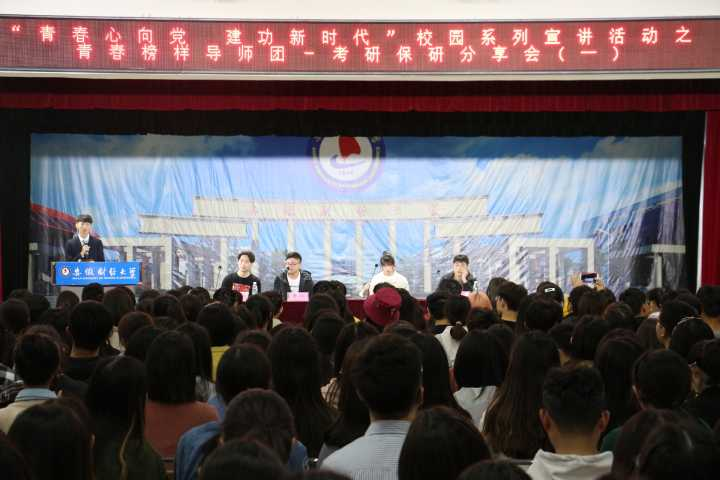 “青春心向党 建功新时代”校园系列宣讲活动之
青春榜样导师团-考研保研分享会(一)
安徽财经大学